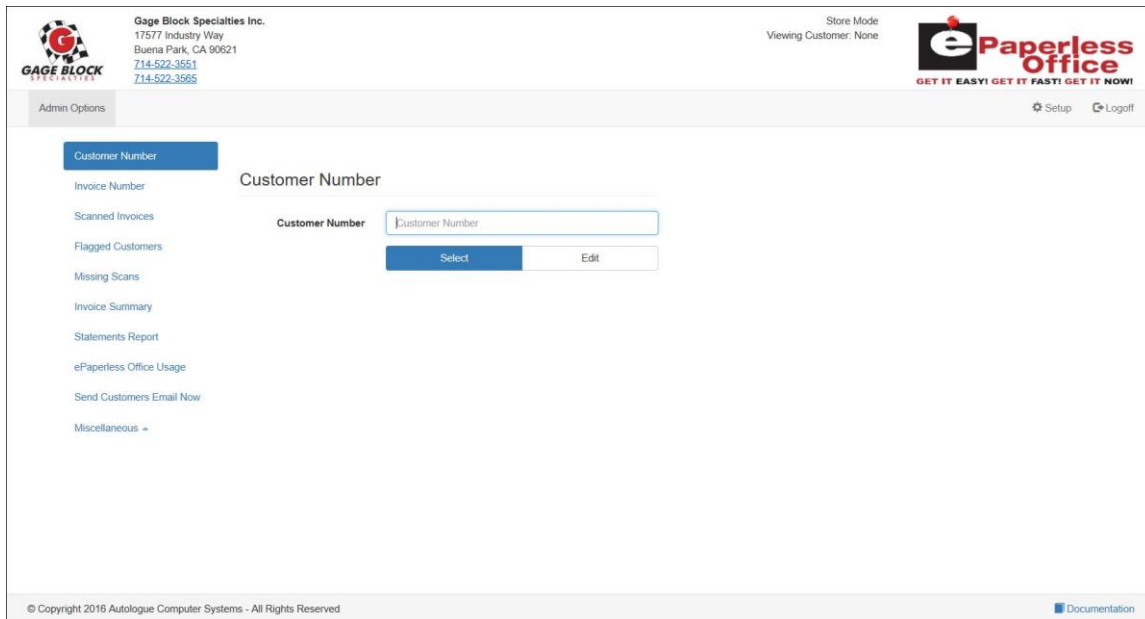 G
GAGE BLOCK
SPECIALTIES
Gage Block Specialties Inc.
17577 Industry Way
Buena Park, CA 90621
714-522-3551
714-522-3565
Store Mode
Viewing Customer: None
e Paperless
Office
GET IT EASY! GET IT FAST! GET IT NOW!
Admin Options
Setup
Logoff
Customer Number
Invoice Number
Scanned Invoices
Flagged Customers
Missing Scans
Invoice Summary
Statements Report
ePaperless Office Usage
Send Customers Email Now
Miscellaneous
Customer Number
Customer Number
Customer Number
Select
Edit
© Copyright 2016 Autologue Computer Systems - All Rights Reserved
Documentation